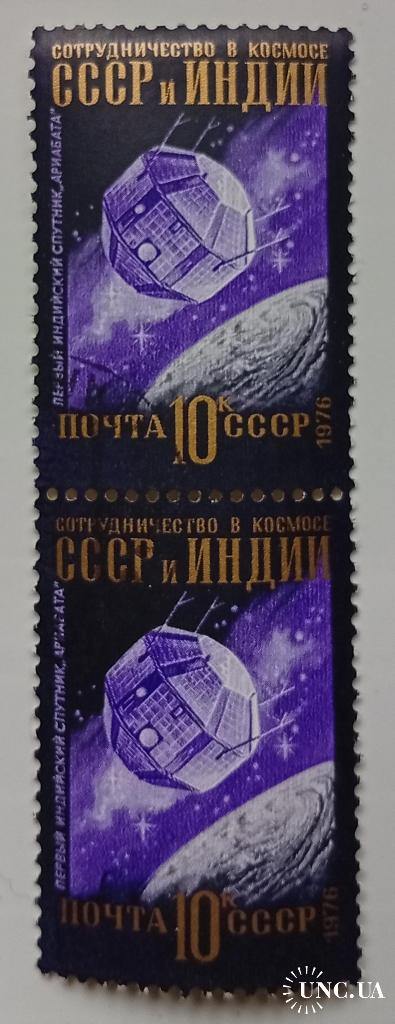 СОТРУДНИЧЕСТВО В КОСМОСЕ
СССР и ИНДИИ
ПЕРВЫЙ ИНДИЙСКИЙ СПУТНИК „АРИАБАТА"
ПОЧТА 10К СССР
1976
СОТРУДНИЧЕСТВО В КОСМОСЕ
СССР и ИНДИИ
ПЕРВЫЙ ИНДИЙСКИЙ СПУТНИК „АРИАБАТА"
ПОЧТА 10К СССР
1976
UNC.UA